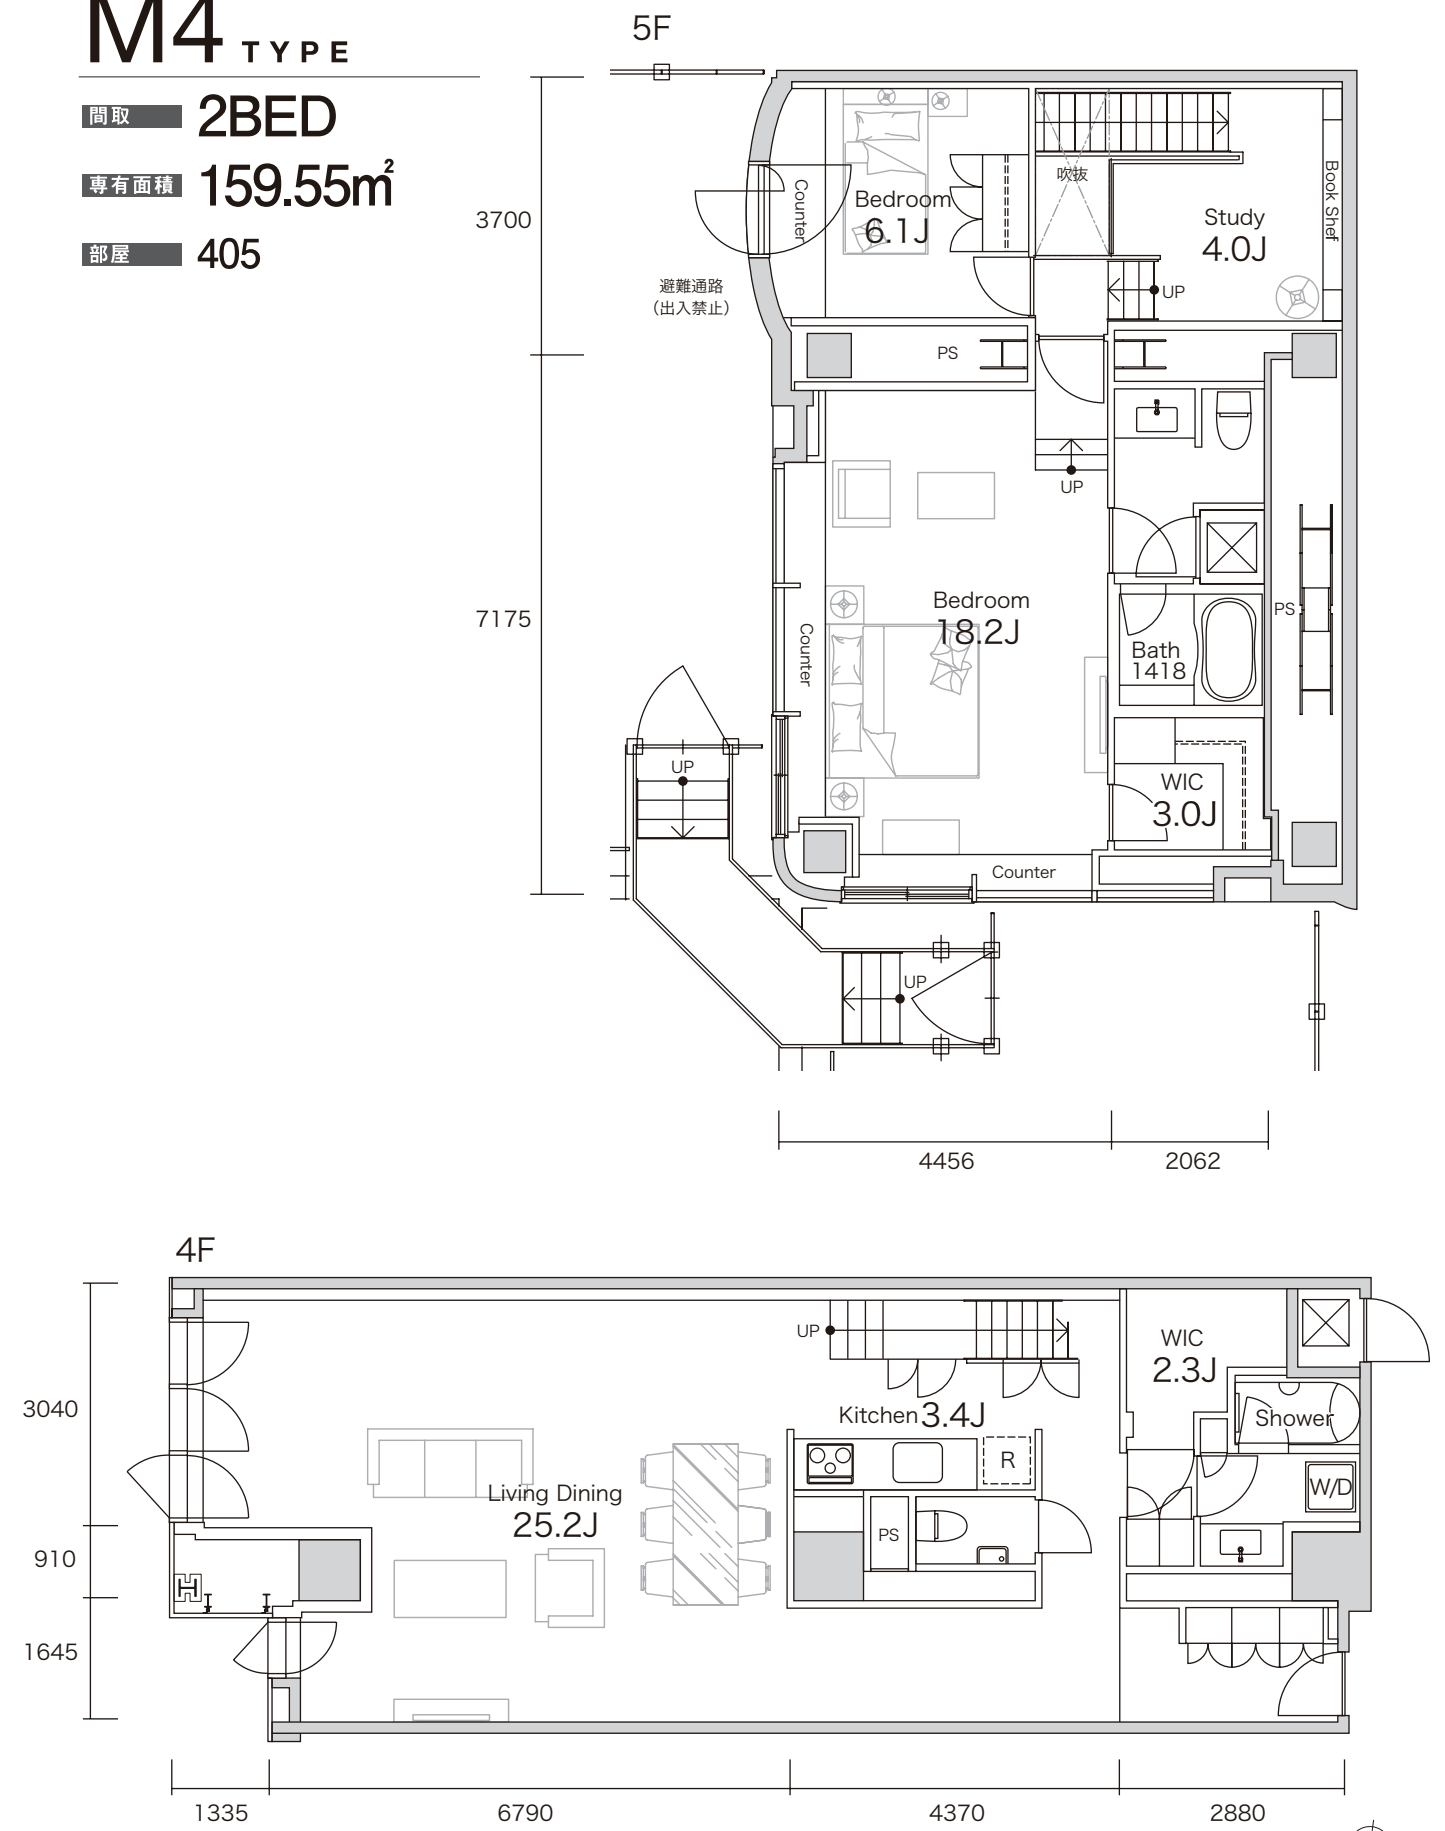 M4 TYPE
間取 2BED
専有面積 159.55㎡
部屋 405
5F
3700
7175
Counter
Bedroom
6.1J
吹抜
Study
4.0J
Book Shef
UP
避難通路
(出入禁止)
PS
UP
Bedroom
18.2J
Counter
Bath
1418
PS
WIC
3.0J
Counter
UP
UP
4456
2062
4F
3040
910
1645
UP
WIC
2.3J
Kitchen 3.4J
Shower
R
W/D
Living Dining
25.2J
PS
1335
6790
4370
2880